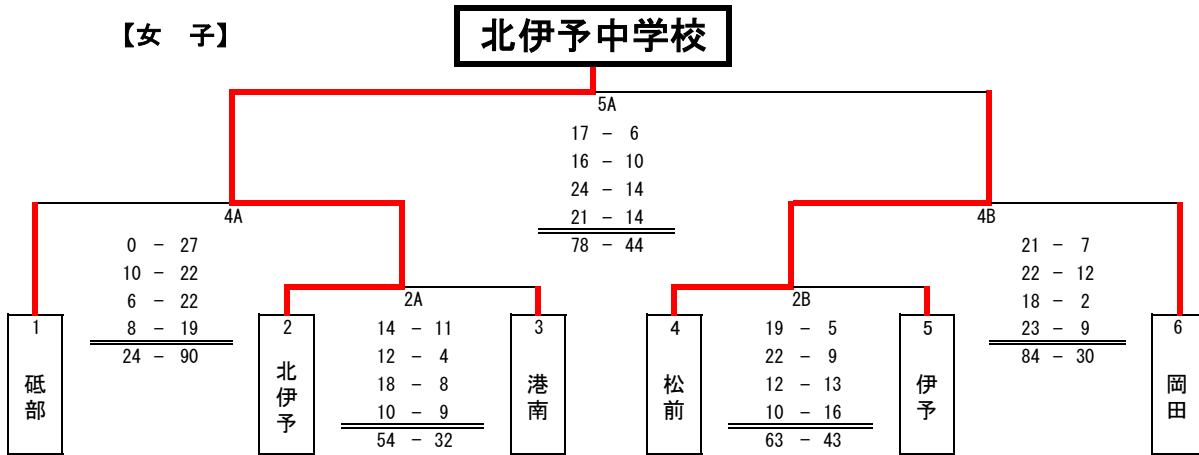 【女　子】
北伊予中学校
5A
17 － 6
16 － 10
24 － 14
21 － 14
78 － 44
4A
0 － 27
10 － 22
6 － 22
8 － 19
24 － 90
4B
21 － 7
22 － 12
18 － 2
23 － 9
84 － 30
2A
14 － 11
12 － 4
18 － 8
10 － 9
54 － 32
2B
19 － 5
22 － 9
12 － 13
10 － 16
63 － 43
1
砥部
2
北伊予
3
港南
4
松前
5
伊予
6
岡田